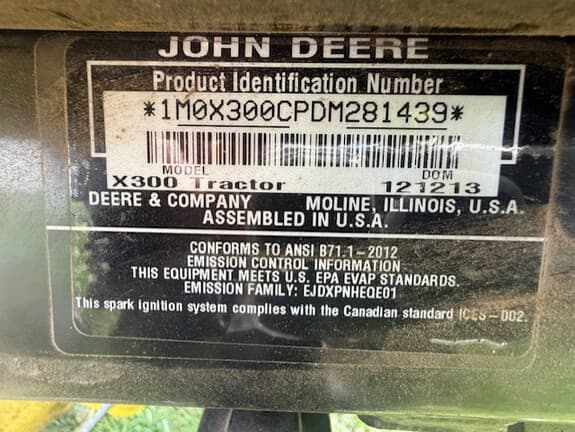 JOHN DEERE
Product Identification Number
*1M0X300CPDM281439*
MODEL DOM
X300 Tractor 121213
DEERE & COMPANY MOLINE, ILLINOIS, U.S.A.
ASSEMBLED IN U.S.A.
CONFORMS TO ANSI B71.1-2012
EMISSION CONTROL INFORMATION
THIS EQUIPMENT MEETS U.S. EPA EVAP STANDARDS.
EMISSION FAMILY: EJDXPNHEQE01
This spark ignition system complies with the Canadian standard ICES-002.